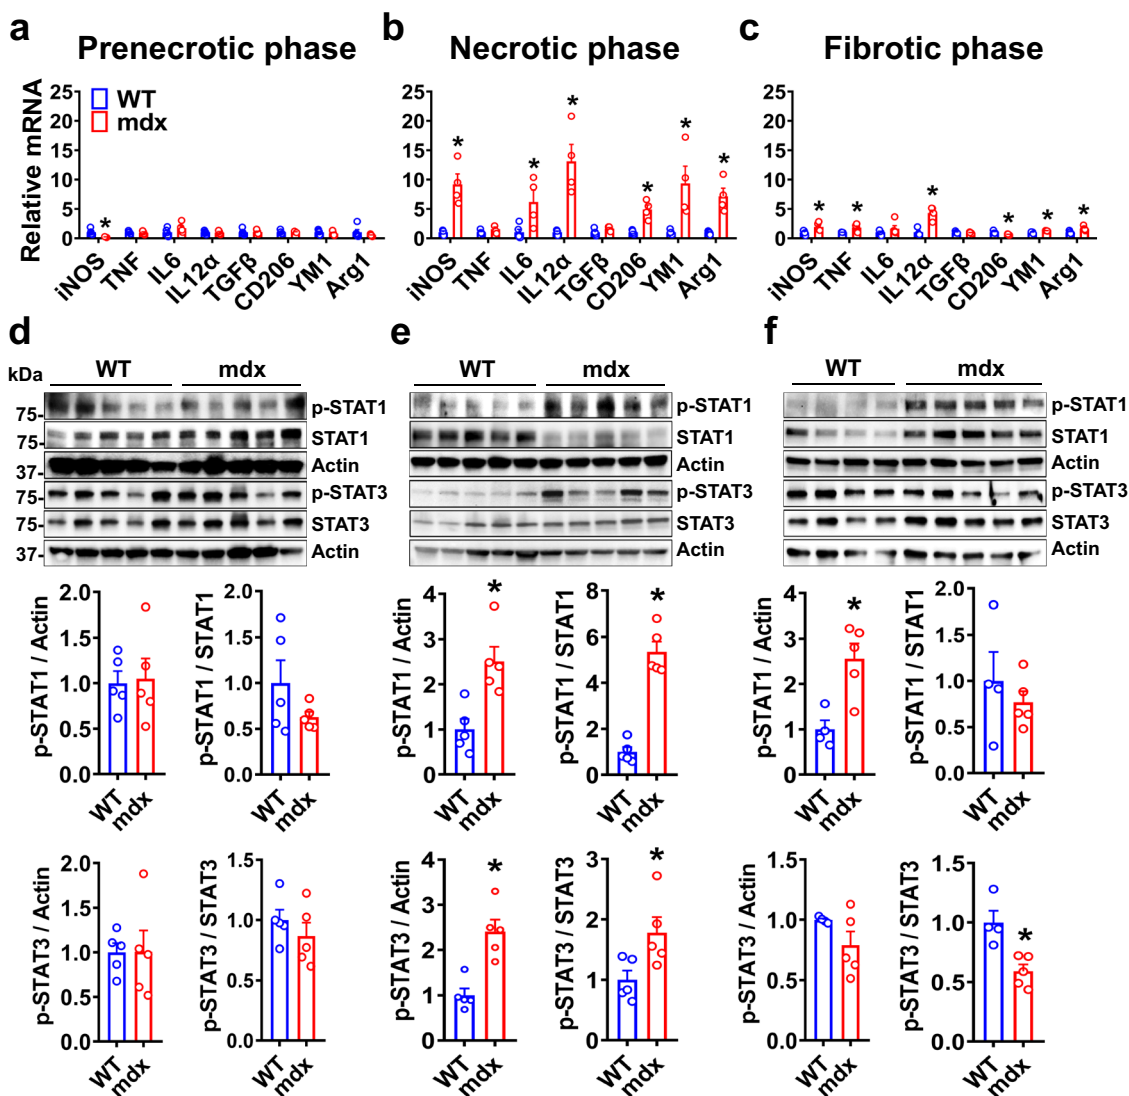 a Prenecrotic phase
b Necrotic phase
c Fibrotic phase
Relative mRNA
25
20
15
10
5
0
WT
mdx
*
iNOS TNF IL6 IL12α TGFβ CD206 YM1 Arg1
25
20
15
10
5
0
* * * * * *
iNOS TNF IL6 IL12α TGFβ CD206 YM1 Arg1
25
20
15
10
5
0
* * * * * *
iNOS TNF IL6 IL12α TGFβ CD206 YM1 Arg1
d
WT mdx
kDa
75- p-STAT1
75- STAT1
37- Actin
75- p-STAT3
75- STAT3
37- Actin
e
WT mdx
p-STAT1
STAT1
Actin
p-STAT3
STAT3
Actin
f
WT mdx
p-STAT1
STAT1
Actin
p-STAT3
STAT3
Actin
p-STAT1 / Actin
2.0
1.5
1.0
0.5
0.0
WT mdx
p-STAT1 / STAT1
2.0
1.5
1.0
0.5
0.0
WT mdx
p-STAT1 / Actin
4
3
2
1
0
*
WT mdx
p-STAT1 / STAT1
8
6
4
2
0
*
WT mdx
p-STAT1 / Actin
4
3
2
1
0
*
WT mdx
p-STAT1 / STAT1
2.0
1.5
1.0
0.5
0.0
WT mdx
p-STAT3 / Actin
2.0
1.5
1.0
0.5
0.0
WT mdx
p-STAT3 / STAT3
1.5
1.0
0.5
0.0
WT mdx
p-STAT3 / Actin
4
3
2
1
0
*
WT mdx
p-STAT3 / STAT3
3
2
1
0
*
WT mdx
p-STAT3 / Actin
1.5
1.0
0.5
0.0
WT mdx
p-STAT3 / STAT3
1.5
1.0
0.5
0.0
*
WT mdx